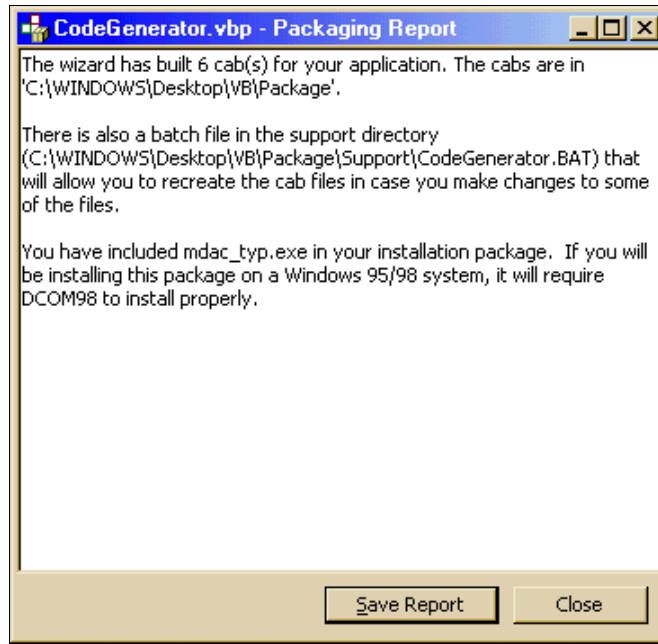 CodeGenerator.vbp - Packaging Report
The wizard has built 6 cab(s) for your application. The cabs are in
'C:\WINDOWS\Desktop\VB\Package'.
There is also a batch file in the support directory
(C:\WINDOWS\Desktop\VB\Package\Support\CodeGenerator.BAT) that
will allow you to recreate the cab files in case you make changes to some
of the files.
You have included mdac_typ.exe in your installation package.  If you will
be installing this package on a Windows 95/98 system, it will require
DCOM98 to install properly.
Save Report
Close